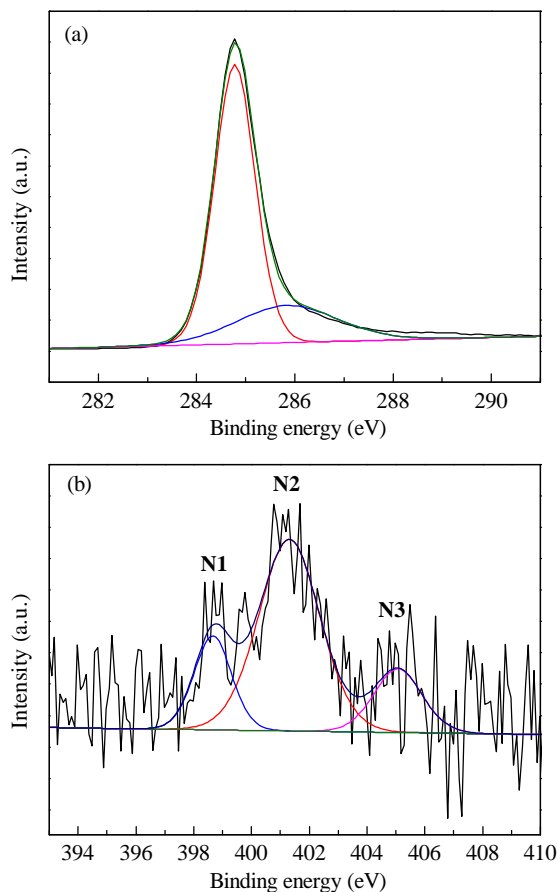 (a)
Intensity (a.u.)
282 284 286 288 290
Binding energy (eV)
(b)
N2
N1
N3
Intensity (a.u.)
394 396 398 400 402 404 406 408 410
Binding energy (eV)